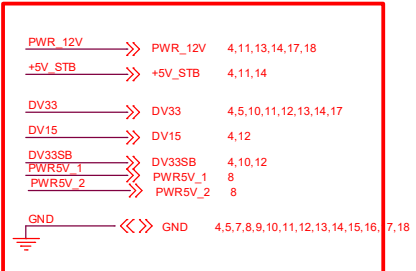 PWR_12V PWR_12V 4,11,13,14,17,18
+5V_STB +5V_STB 4,11,14
DV33 DV33 4,5,10,11,12,13,14,17
DV15 DV15 4,12
DV33SB DV33SB 4,10,12
PWR5V_1 PWR5V_1 8
PWR5V_2 PWR5V_2 8
GND GND 4,5,7,8,9,10,11,12,13,14,15,16,17,18